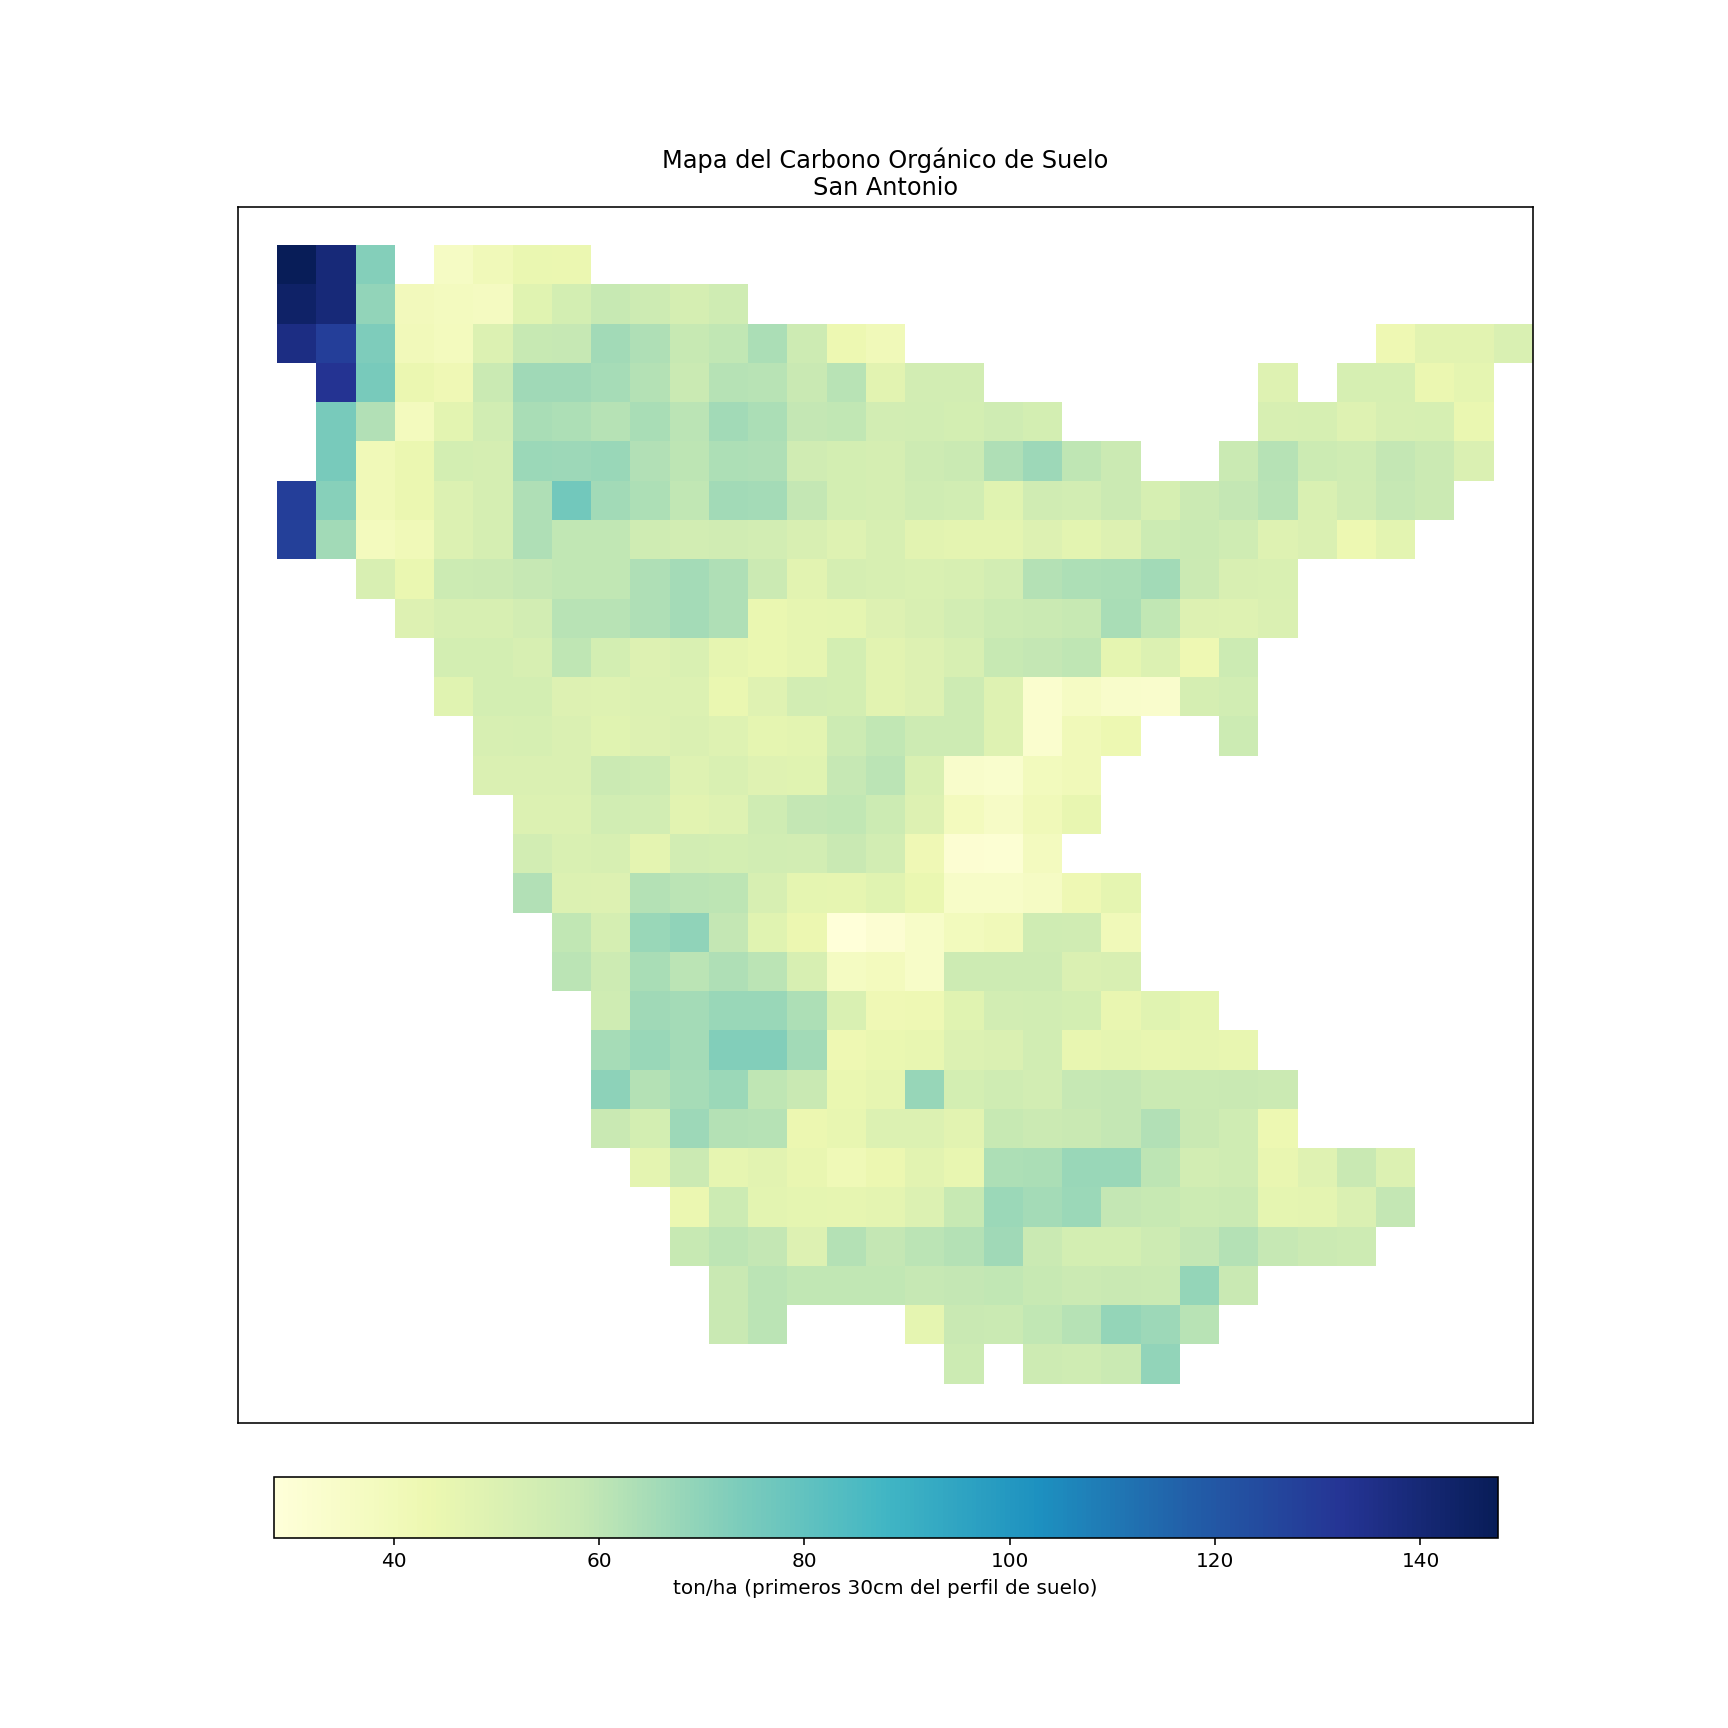 Mapa del Carbono Orgánico de Suelo
San Antonio
40 60 80 100 120 140
ton/ha (primeros 30cm del perfil de suelo)